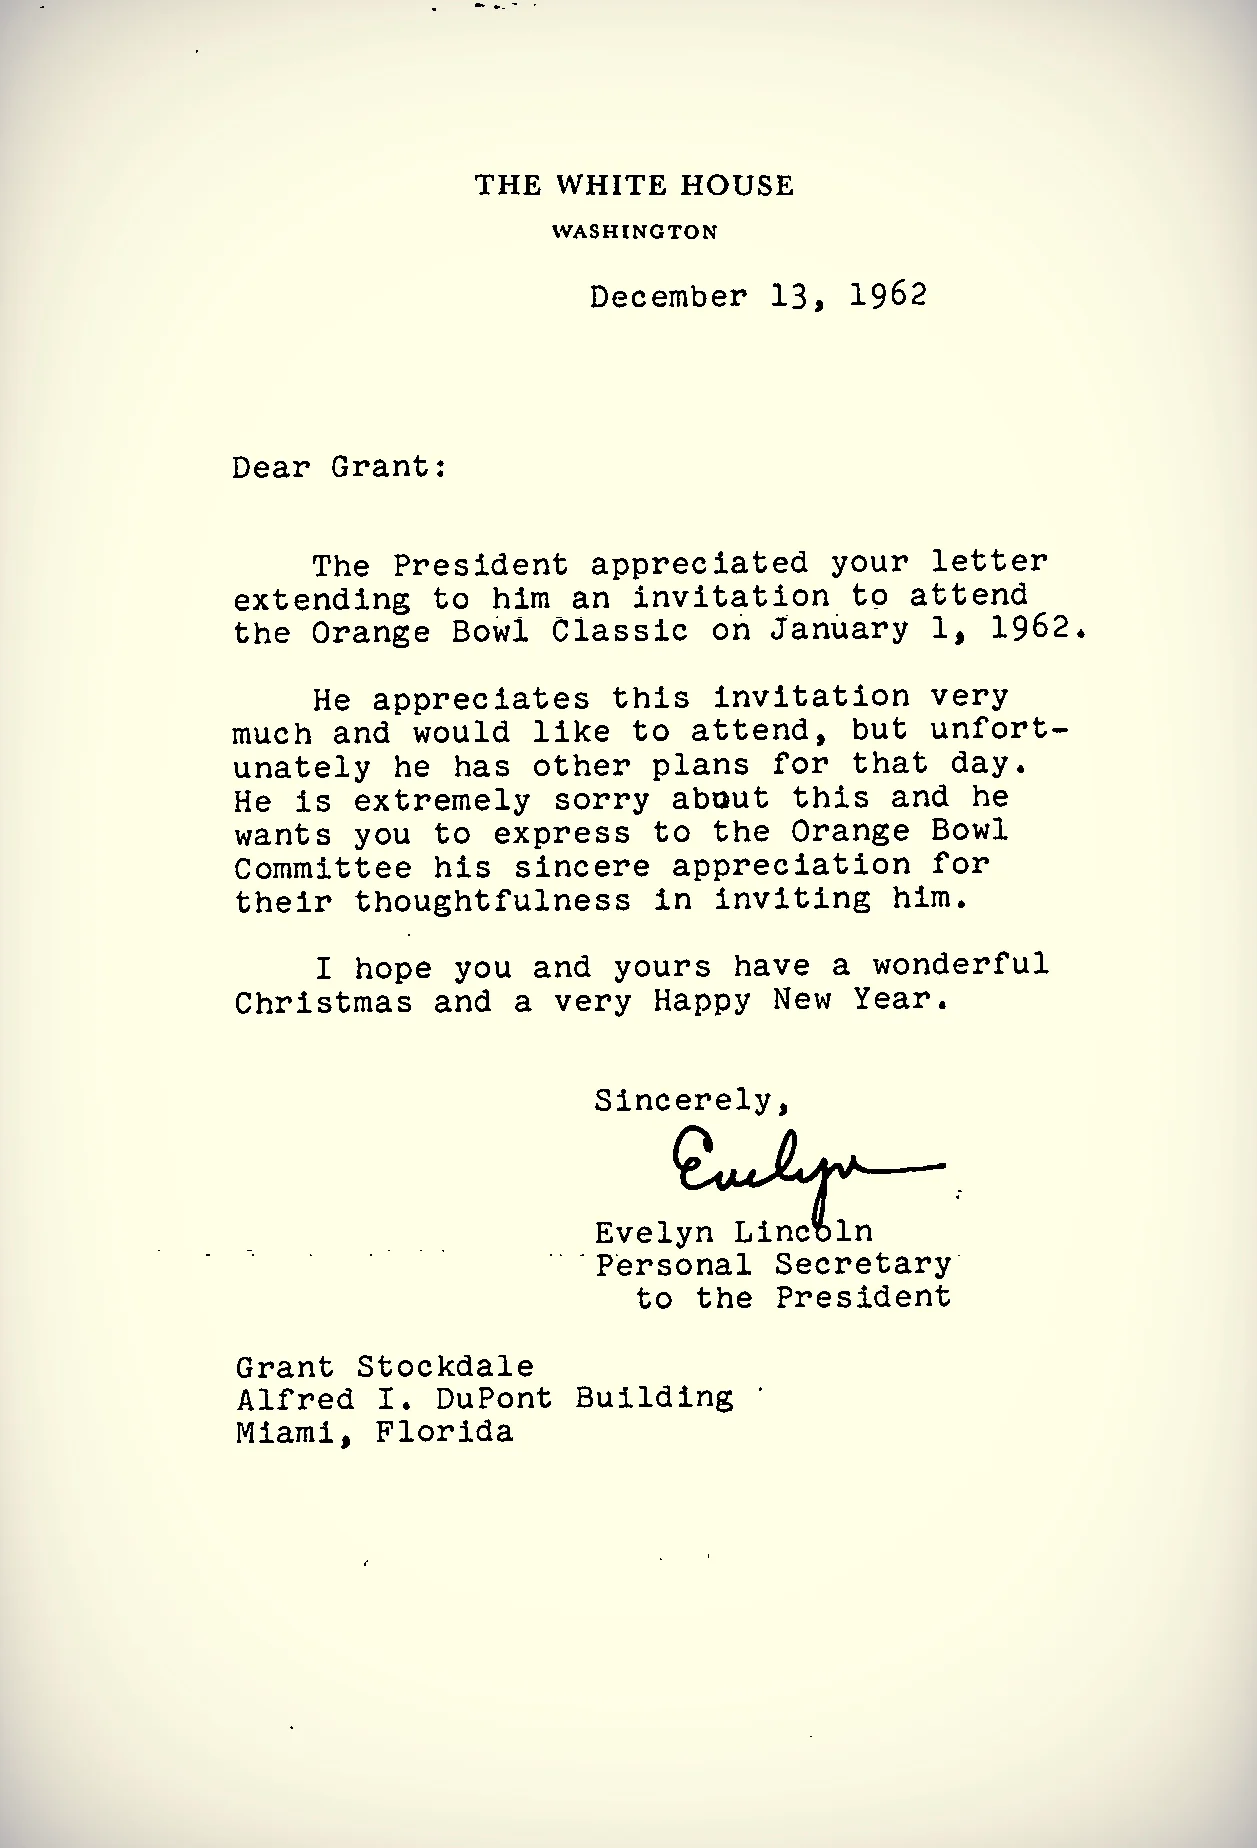 THE WHITE HOUSE
WASHINGTON
December 13, 1962
Dear Grant:
The President appreciated your letter
extending to him an invitation to attend
the Orange Bowl Classic on January 1, 1962.
He appreciates this invitation very
much and would like to attend, but unfort-
unately he has other plans for that day.
He is extremely sorry about this and he
wants you to express to the Orange Bowl
Committee his sincere appreciation for
their thoughtfulness in inviting him.
I hope you and yours have a wonderful
Christmas and a very Happy New Year.
Sincerely,
Evelyn
Evelyn Lincoln
Personal Secretary
to the President
Grant Stockdale
Alfred I. DuPont Building
Miami, Florida